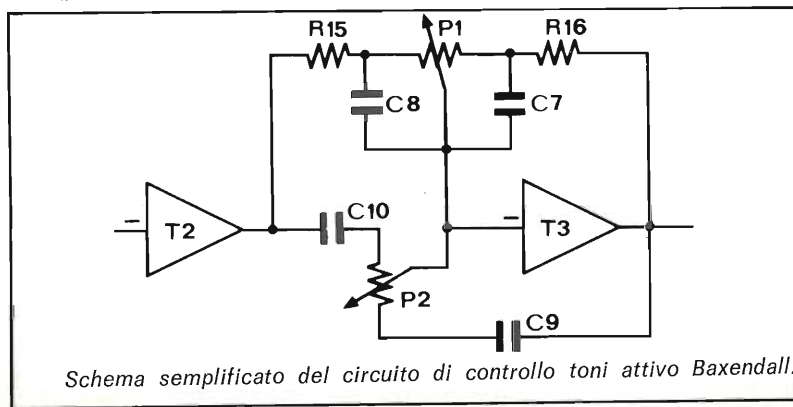 R15 P1 R16
C8 C7
C10
− T2 − T3
P2
C9
Schema semplificato del circuito di controllo toni attivo Baxendall.